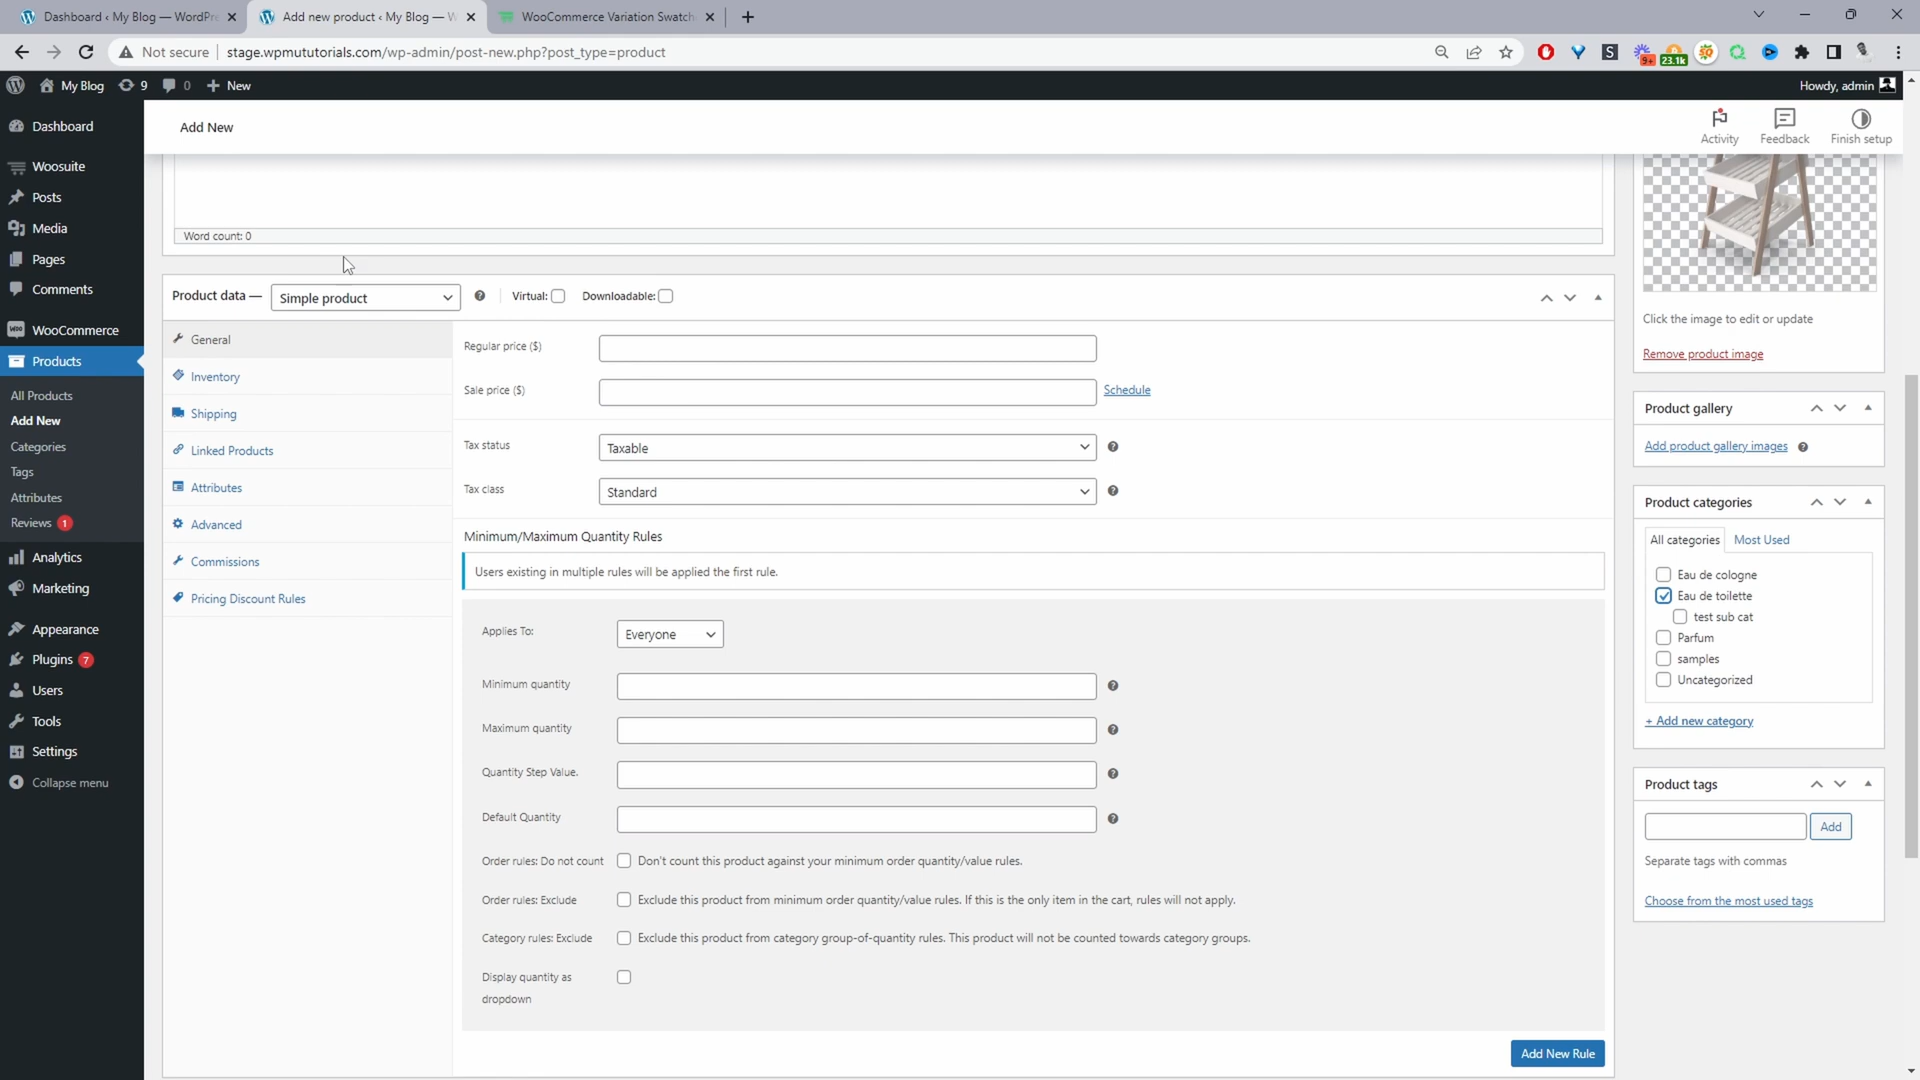 Dashboard ‹ My Blog — WordPre
Add new product ‹ My Blog — W
WooCommerce Variation Swatch
Not secure
stage.wpmututorials.com/wp-admin/post-new.php?post_type=product
9+
23.1k
My Blog
9
0
New
Howdy, admin
Dashboard
Woosuite
Posts
Media
Pages
Comments
WooCommerce
Products
All Products
Add New
Categories
Tags
Attributes
Reviews 1
Analytics
Marketing
Appearance
Plugins 7
Users
Tools
Settings
Collapse menu
Add New
Activity
Feedback
Finish setup
Word count: 0
Product data —
Simple product
Virtual:
Downloadable:
General
Inventory
Shipping
Linked Products
Attributes
Advanced
Commissions
Pricing Discount Rules
Regular price ($)
Sale price ($)
Schedule
Tax status
Taxable
Tax class
Standard
Minimum/Maximum Quantity Rules
Users existing in multiple rules will be applied the first rule.
Applies To:
Everyone
Minimum quantity
Maximum quantity
Quantity Step Value.
Default Quantity
Order rules: Do not count
Don't count this product against your minimum order quantity/value rules.
Order rules: Exclude
Exclude this product from minimum order quantity/value rules. If this is the only item in the cart, rules will not apply.
Category rules: Exclude
Exclude this product from category group-of-quantity rules. This product will not be counted towards category groups.
Display quantity as
dropdown
Add New Rule
Click the image to edit or update
Remove product image
Product gallery
Add product gallery images
Product categories
All categories
Most Used
Eau de cologne
Eau de toilette
test sub cat
Parfum
samples
Uncategorized
+ Add new category
Product tags
Add
Separate tags with commas
Choose from the most used tags